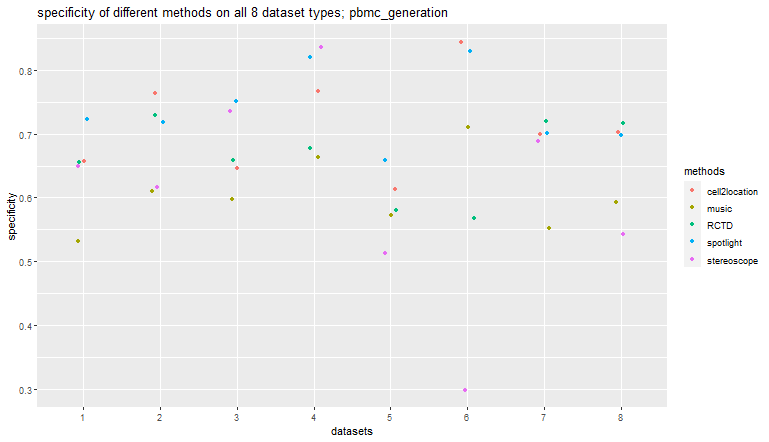 specificity of different methods on all 8 dataset types; pbmc_generation
0.8
0.7
0.6
0.5
0.4
0.3
specificity
1 2 3 4 5 6 7 8
datasets
methods
cell2location
music
RCTD
spotlight
stereoscope